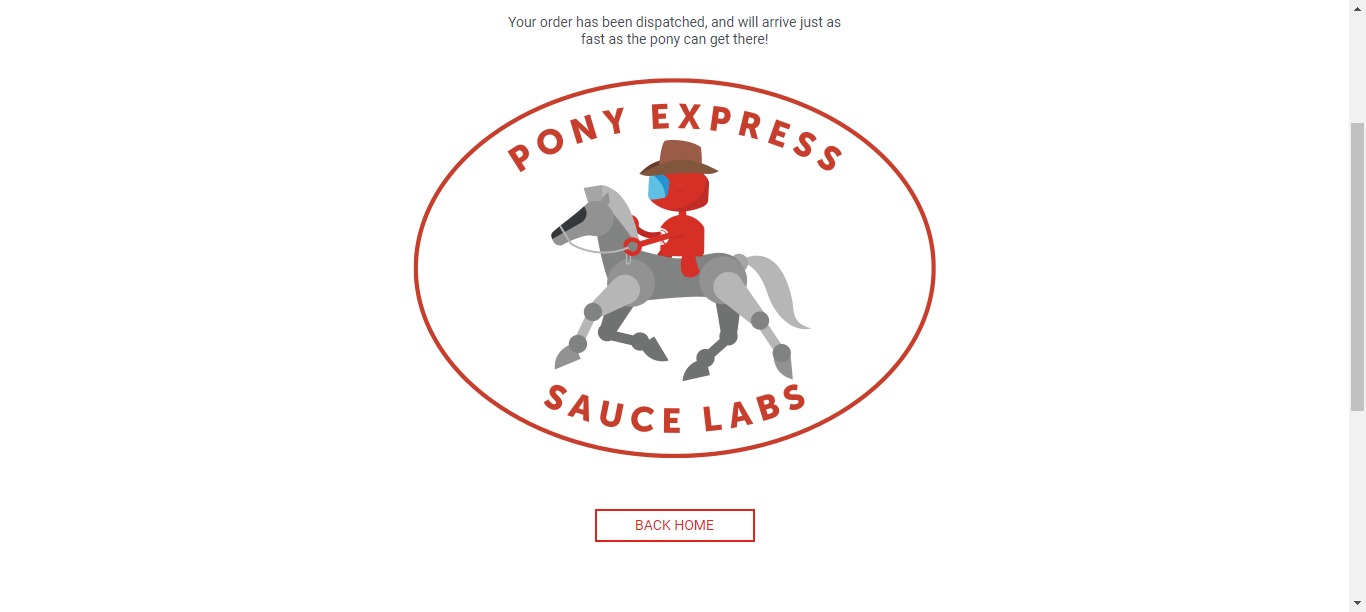 Your order has been dispatched, and will arrive just as
fast as the pony can get there!
PONY EXPRESS
SAUCE LABS
BACK HOME